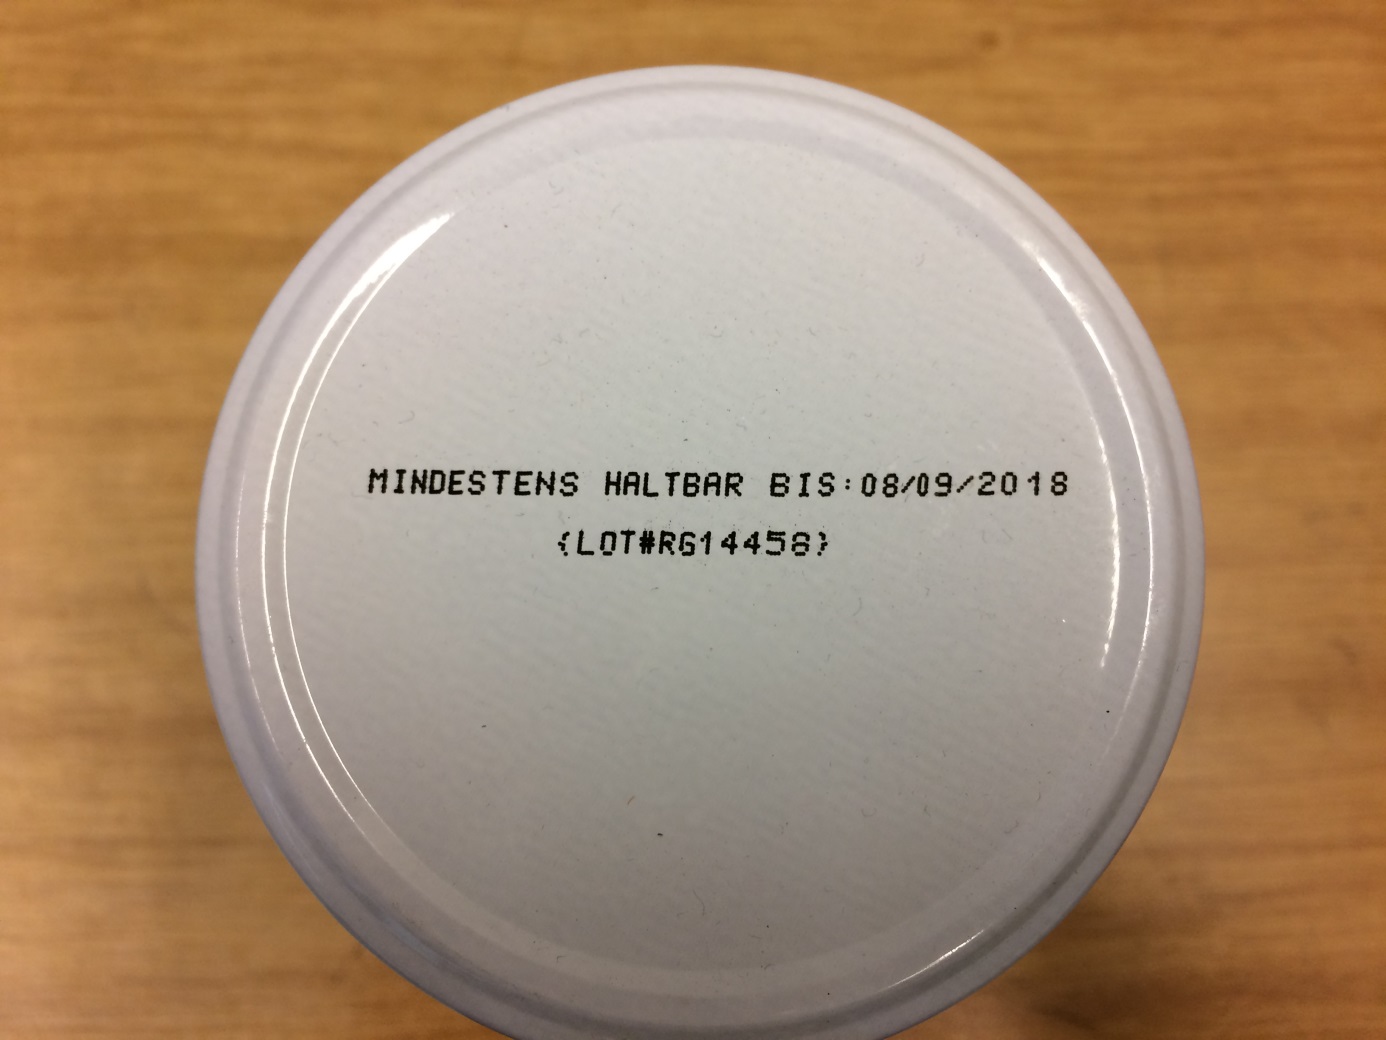 MINDESTENS HALTBAR BIS:08/09/2018
{LOT#RG14458}